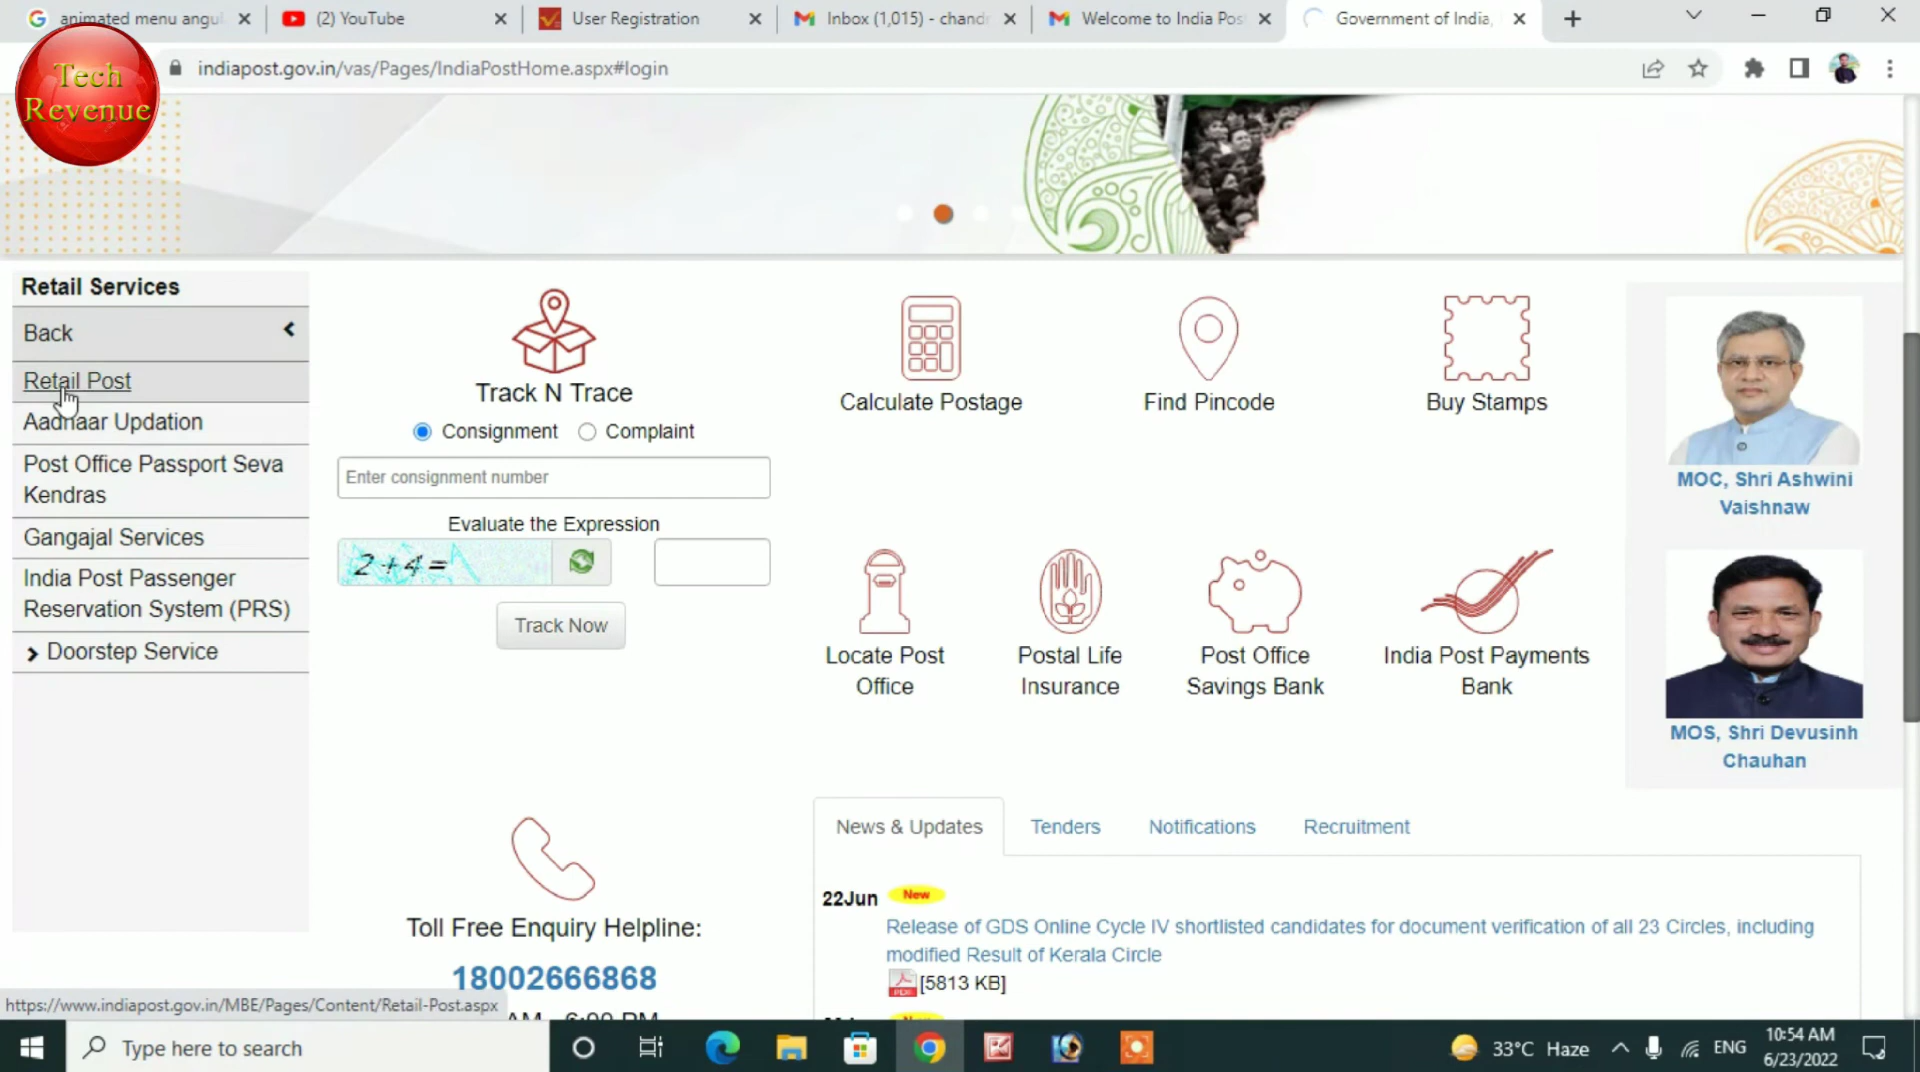 animated menu angul
(2) YouTube
User Registration
Inbox (1,015) - chandr
Welcome to India Pos
Government of India,
Tech
Revenue
indiapost.gov.in/vas/Pages/IndiaPostHome.aspx#login
Retail Services
Back
Retail Post
Aadhaar Updation
Post Office Passport Seva
Kendras
Gangajal Services
India Post Passenger
Reservation System (PRS)
Doorstep Service
Track N Trace
Consignment
Complaint
Enter consignment number
Evaluate the Expression
2+4=
Track Now
Calculate Postage
Find Pincode
Buy Stamps
Locate Post
Office
Postal Life
Insurance
Post Office
Savings Bank
India Post Payments
Bank
MOC, Shri Ashwini
Vaishnaw
MOS, Shri Devusinh
Chauhan
Toll Free Enquiry Helpline:
18002666868
AM - 6:00 PM
News & Updates
Tenders
Notifications
Recruitment
22Jun
New
Release of GDS Online Cycle IV shortlisted candidates for document verification of all 23 Circles, including
modified Result of Kerala Circle
PDF
[5813 KB]
https://www.indiapost.gov.in/MBE/Pages/Content/Retail-Post.aspx
Type here to search
33°C Haze
ENG
10:54 AM
6/23/2022